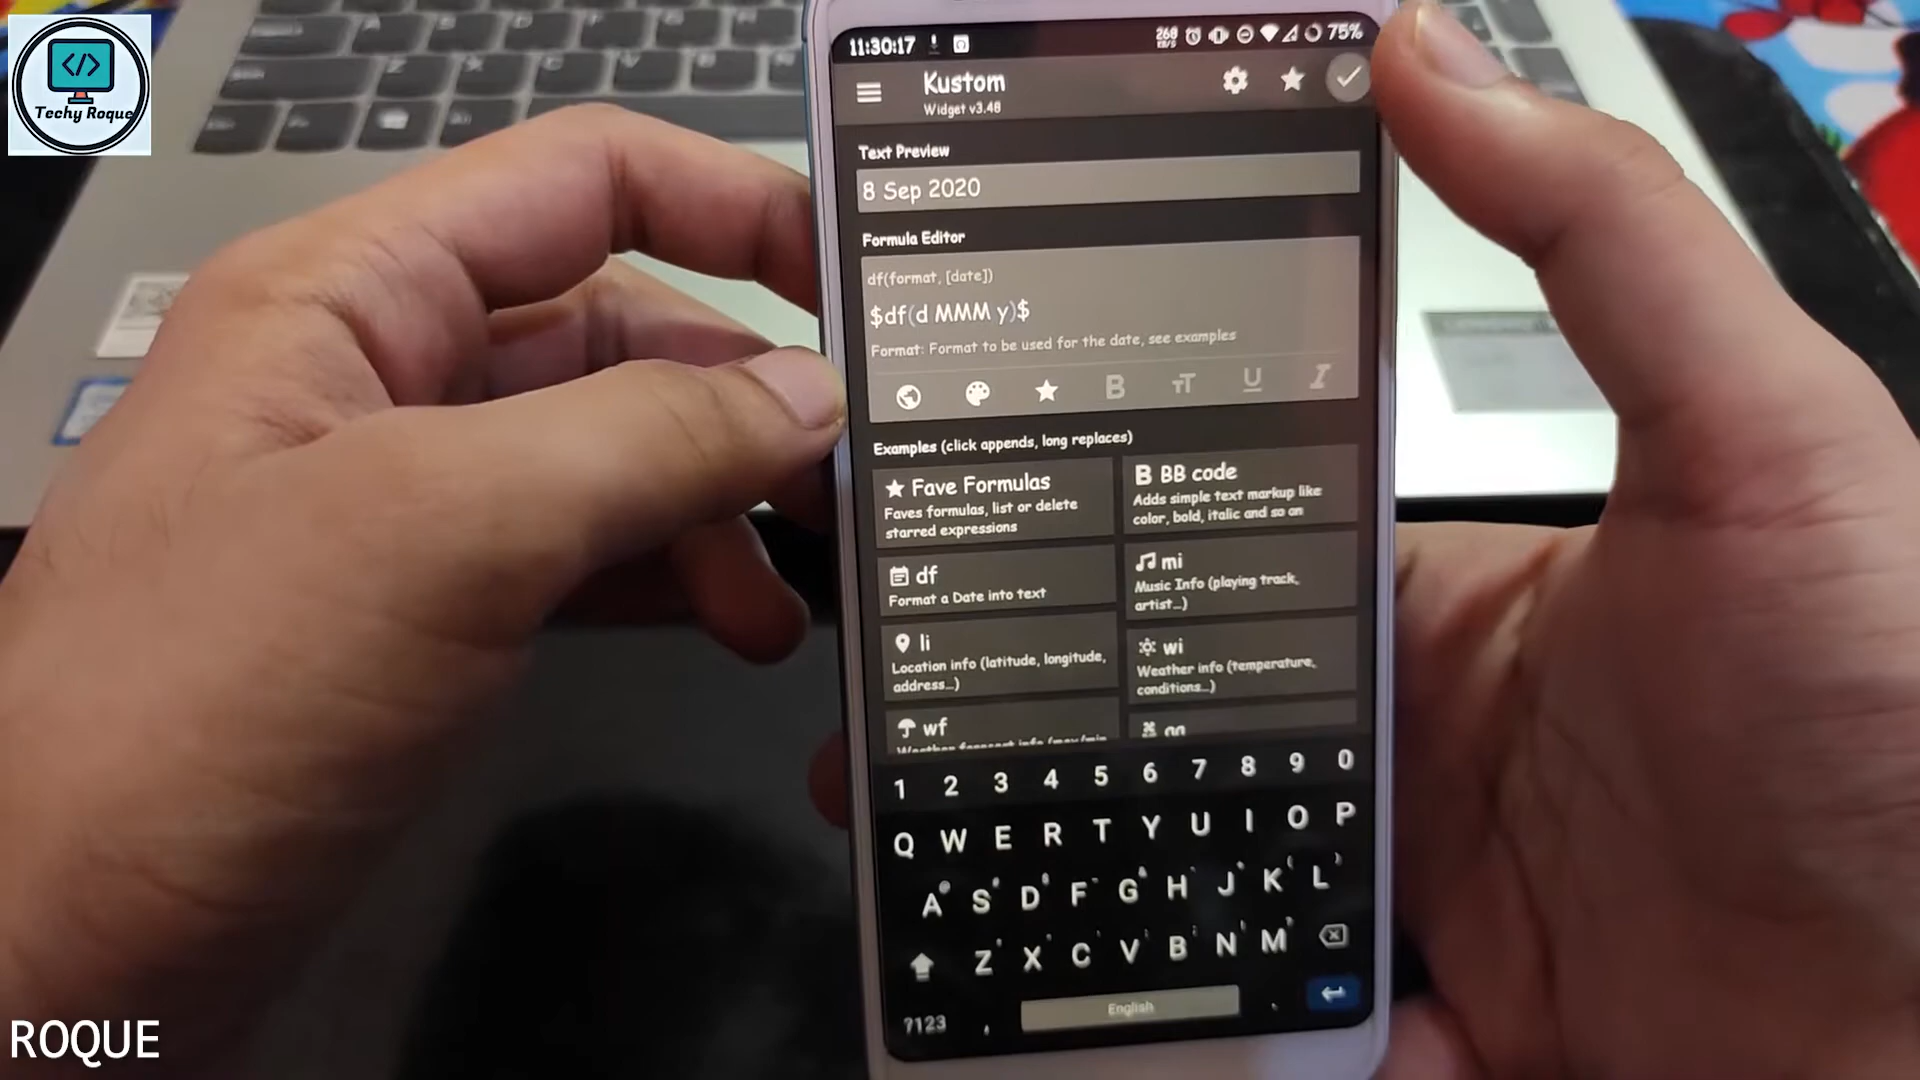 Techy Roque
11:30:17
268
KB/S
75%
Kustom
Widget v3.48
Text Preview
8 Sep 2020
Formula Editor
df(format, [date])
$df(d MMM y)$
Format: Format to be used for the date, see examples
B TT U I
Examples (click appends, long replaces)
Fave Formulas
Faves formulas, list or delete
starred expressions
B BB code
Adds simple text markup like
color, bold, italic and so on
df
Format a Date into text
mi
Music Info (playing track,
artist...)
li
Location info (latitude, longitude,
address...)
wi
Weather info (temperature,
conditions...)
wf
1 2 3 4 5 6 7 8 9 0
Q W E R T Y U I O P
A S D F G H J K L
Z X C V B N M
?123 , English .
ROQUE